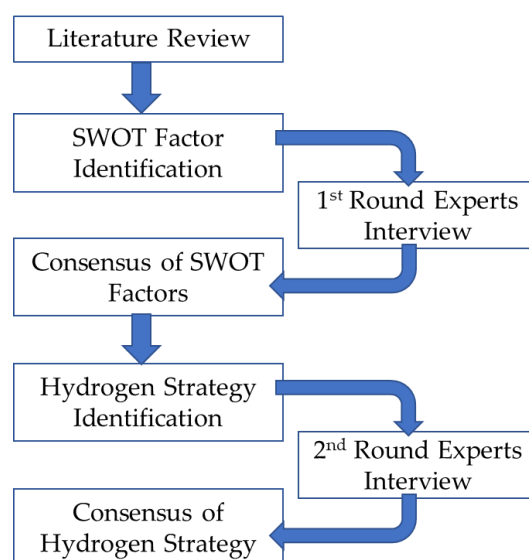 Literature Review
SWOT Factor
Identification
1st Round Experts
Interview
Consensus of SWOT
Factors
Hydrogen Strategy
Identification
2nd Round Experts
Interview
Consensus of
Hydrogen Strategy